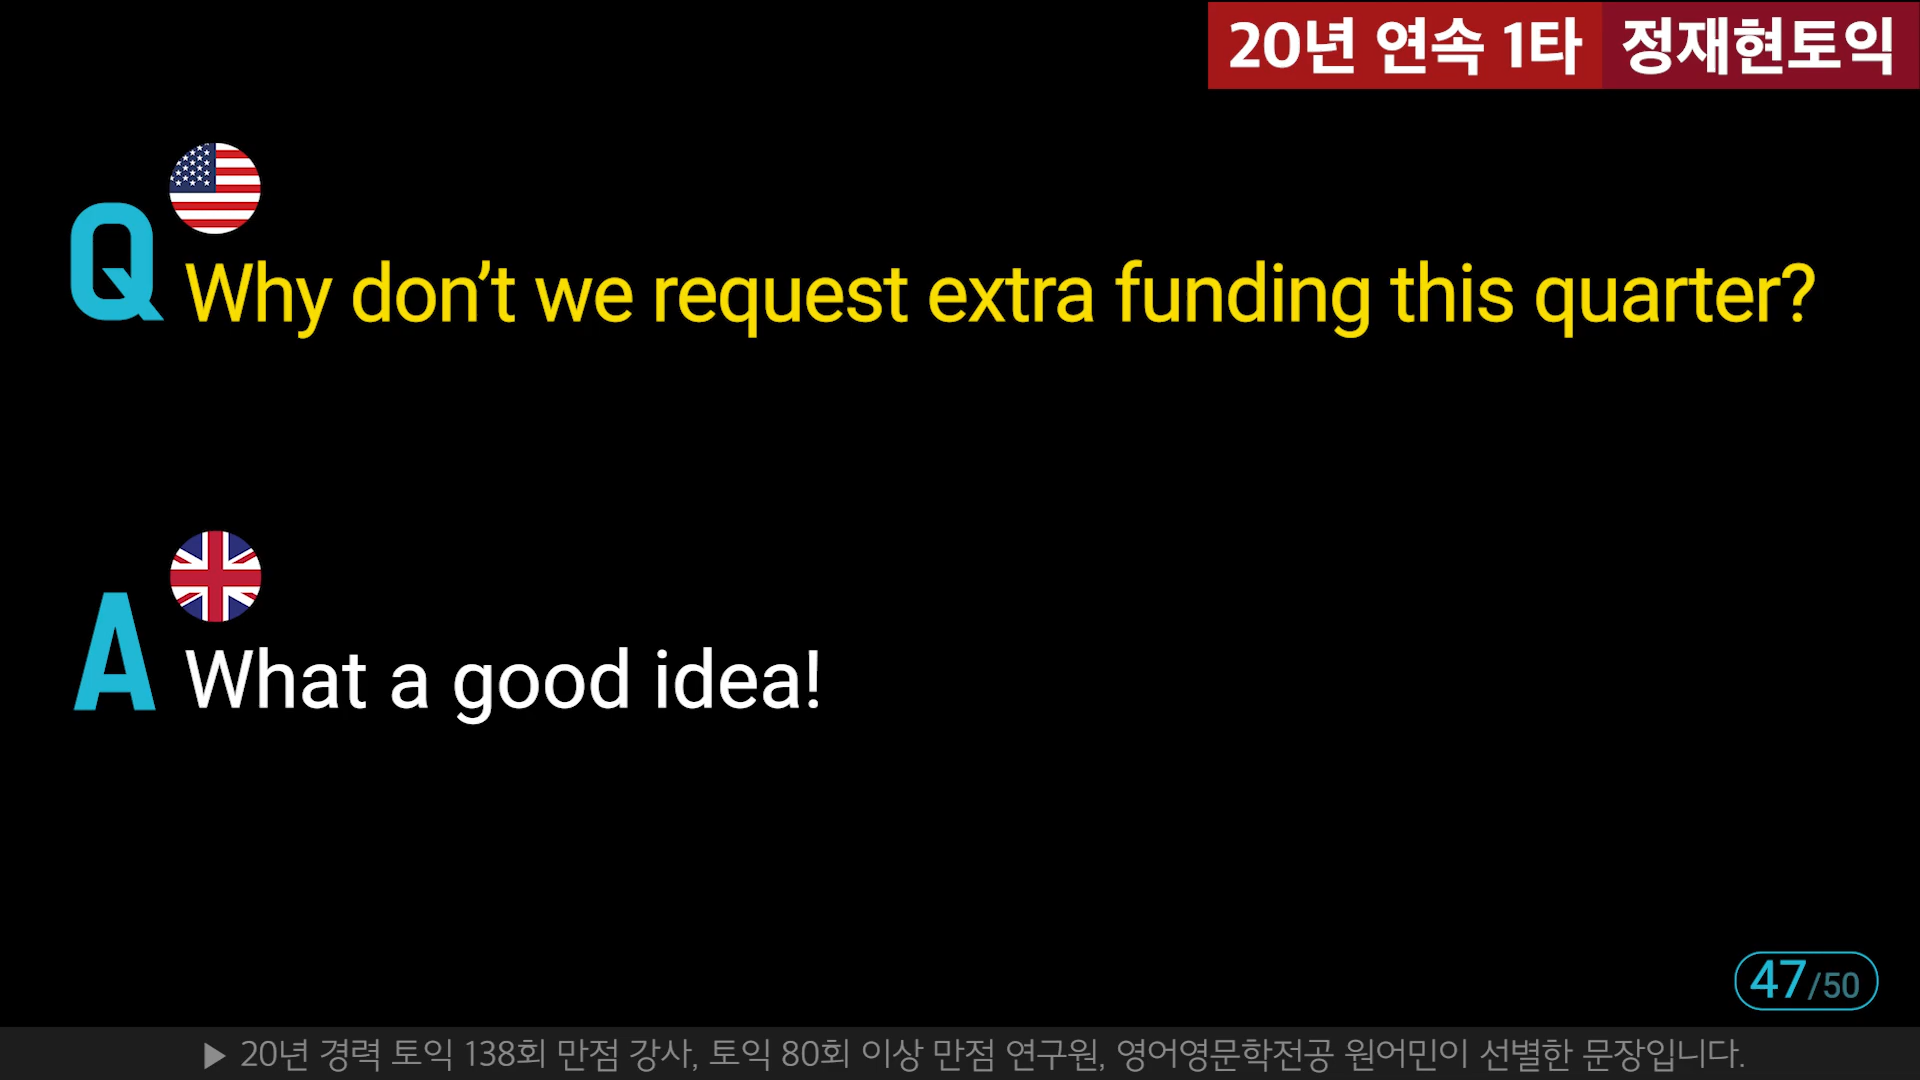 20년 연속 1타 정재현토익
Q Why don’t we request extra funding this quarter?
A What a good idea!
47/50
▶ 20년 경력 토익 138회 만점 강사, 토익 80회 이상 만점 연구원, 영어영문학전공 원어민이 선별한 문장입니다.